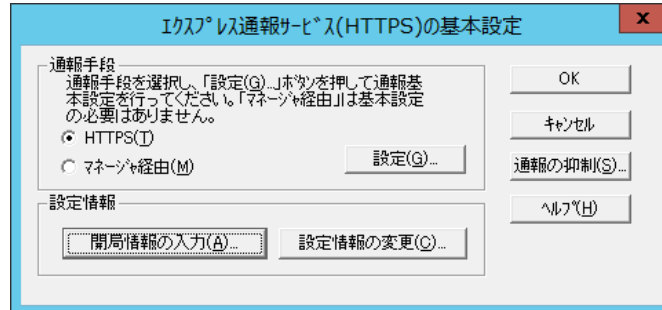 ｴｸｽﾌﾟﾚｽ通報ｻｰﾋﾞｽ(HTTPS)の基本設定
x
通報手段
通報手段を選択し、「設定(G)...」ﾎﾞﾀﾝを押して通報基
本設定を行ってください。「ﾏﾈｰｼﾞｬ経由」は基本設定
の必要はありません。
HTTPS(T)
ﾏﾈｰｼﾞｬ経由(M)
設定(G)...
設定情報
開局情報の入力(A)...
設定情報の変更(C)...
OK
ｷｬﾝｾﾙ
通報の抑制(S)...
ﾍﾙﾌﾟ(H)